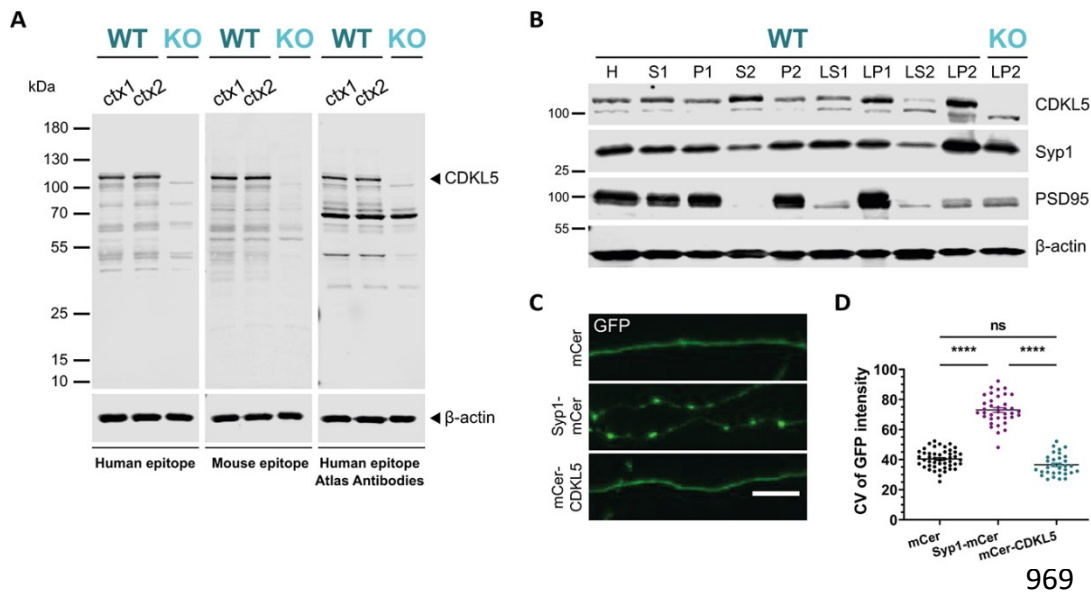 A
WT KO WT KO WT KO
kDa
ctx1 ctx2 ctx1 ctx2 ctx1 ctx2
180
130
100
70
55
25
15
10
CDKL5
β-actin
Human epitope
Mouse epitope
Human epitope
Atlas Antibodies
B
WT KO
H S1 P1 S2 P2 LS1 LP1 LS2 LP2 LP2
100
CDKL5
Syp1
25
100
PSD95
55
β-actin
C
GFP
mCer
Syp1-
mCer
mCer-
CDKL5
D
ns
**** ****
CV of GFP intensity
100
80
60
40
20
0
mCer
Syp1-mCer
mCer-CDKL5
969